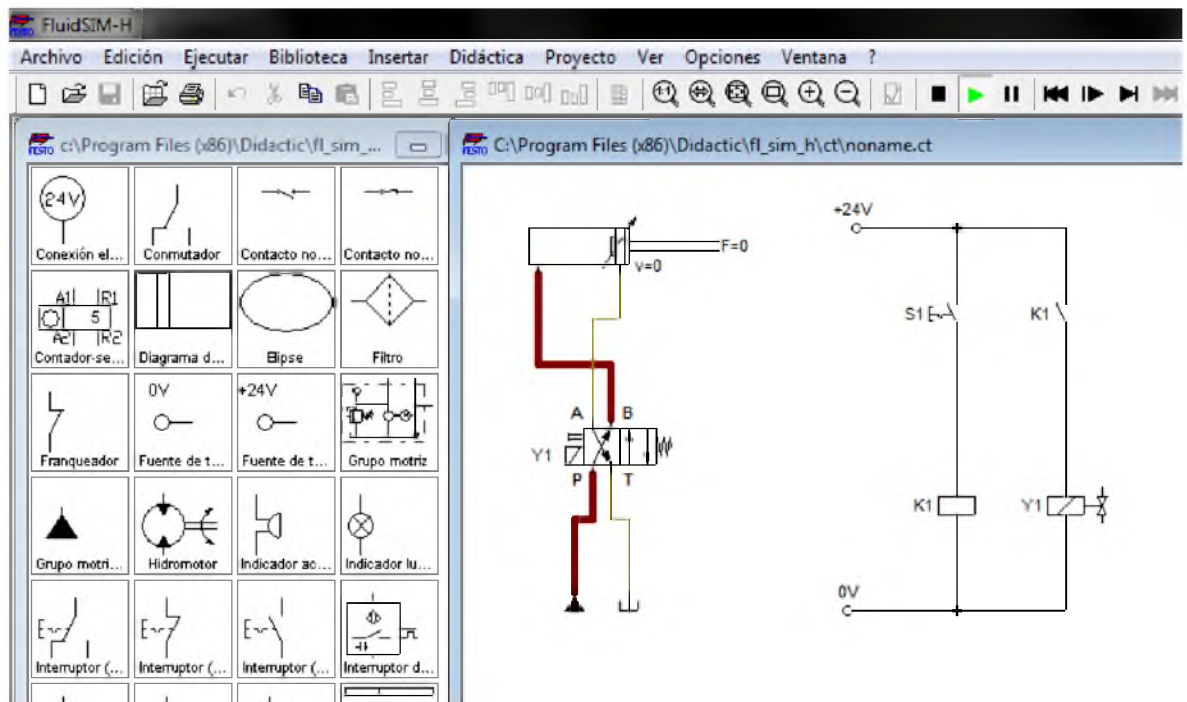 FluidSIM-H
Archivo Edición Ejecutar Biblioteca Insertar Didáctica Proyecto Ver Opciones Ventana ?
FESTO c:\Program Files (x86)\Didactic\fl_sim_...
FESTO C:\Program Files (x86)\Didactic\fl_sim_h\ct\noname.ct
24V
Conexión el...
Conmutador
Contacto no...
Contacto no...
A1 R1
5
A2 R2
Contador-se...
Diagrama d...
Elipse
Filtro
Franqueador
0V
Fuente de t...
+24V
Fuente de t...
Grupo motriz
Grupo motri...
Hidromotor
Indicador ac...
Indicador lu...
Interruptor (...
Interruptor (...
Interruptor (...
Interruptor d...
F=0
v=0
A B
Y1
P T
+24V
S1
K1
K1
Y1
0V